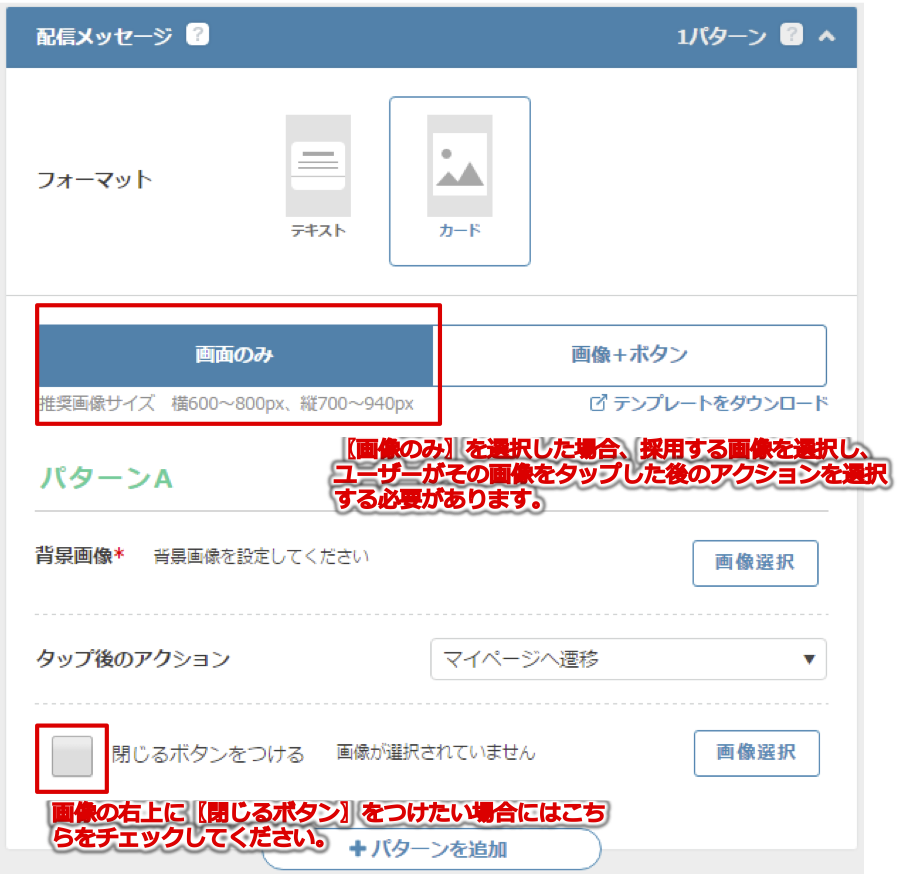 配信メッセージ ? 1パターン ?
フォーマット
テキスト
カード
画面のみ
画像+ボタン
推奨画像サイズ 横600～800px、縦700～940px
テンプレートをダウンロード
【画像のみ】を選択した場合、採用する画像を選択し、
ユーザーがその画像をタップした後のアクションを選択
する必要があります。
パターンA
背景画像* 背景画像を設定してください 画像選択
タップ後のアクション マイページへ遷移 ▼
閉じるボタンをつける 画像が選択されていません 画像選択
画像の右上に【閉じるボタン】をつけたい場合にはこち
らをチェックしてください。
+パターンを追加